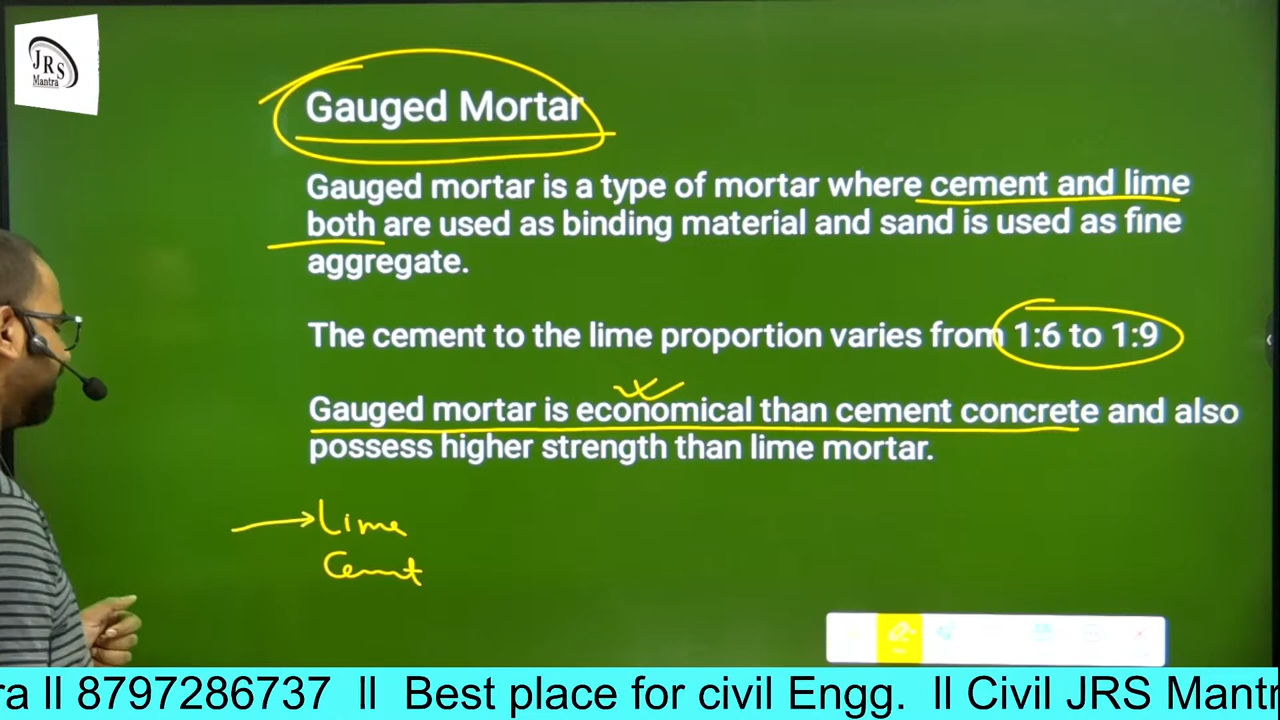 JRS
Mantra
Gauged Mortar
Gauged mortar is a type of mortar where cement and lime
both are used as binding material and sand is used as fine
aggregate.
The cement to the lime proportion varies from 1:6 to 1:9
Gauged mortar is economical than cement concrete and also
possess higher strength than lime mortar.
Lime
Cemt
ra ll 8797286737 ll Best place for civil Engg. ll Civil JRS Mantr